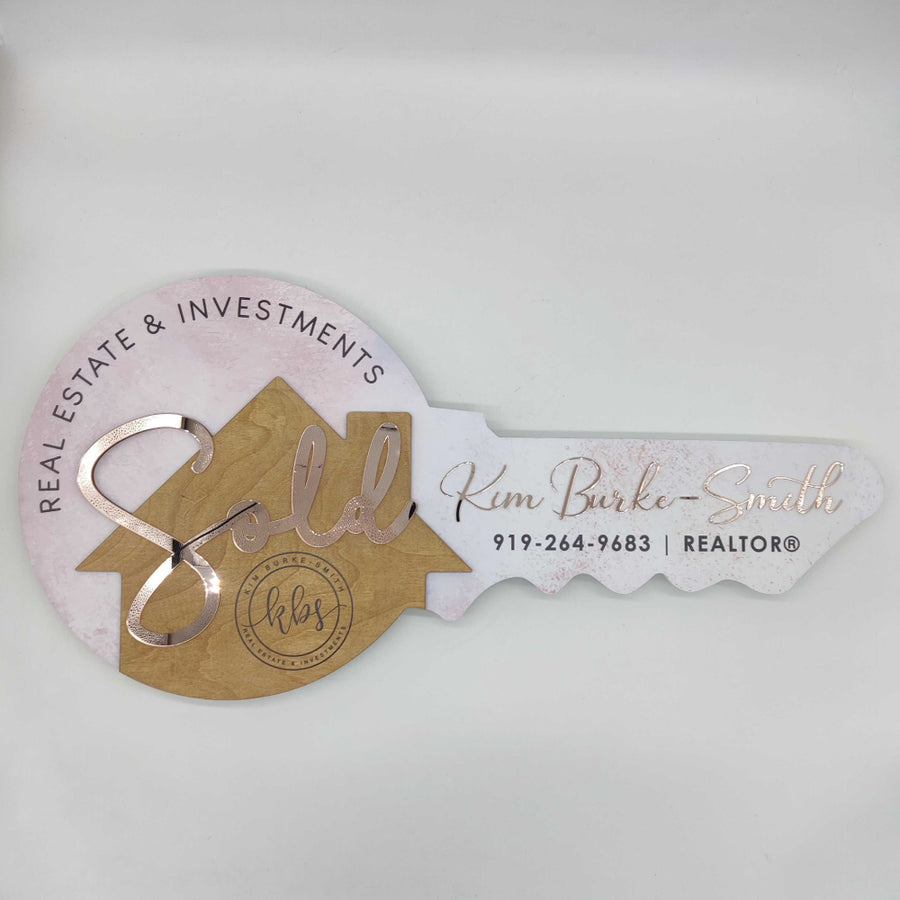 REAL ESTATE & INVESTMENTS
Sold
KIM BURKE-SMITH
kbs
REAL ESTATE & INVESTMENTS
Kim Burke-Smith
919-264-9683 | REALTOR®